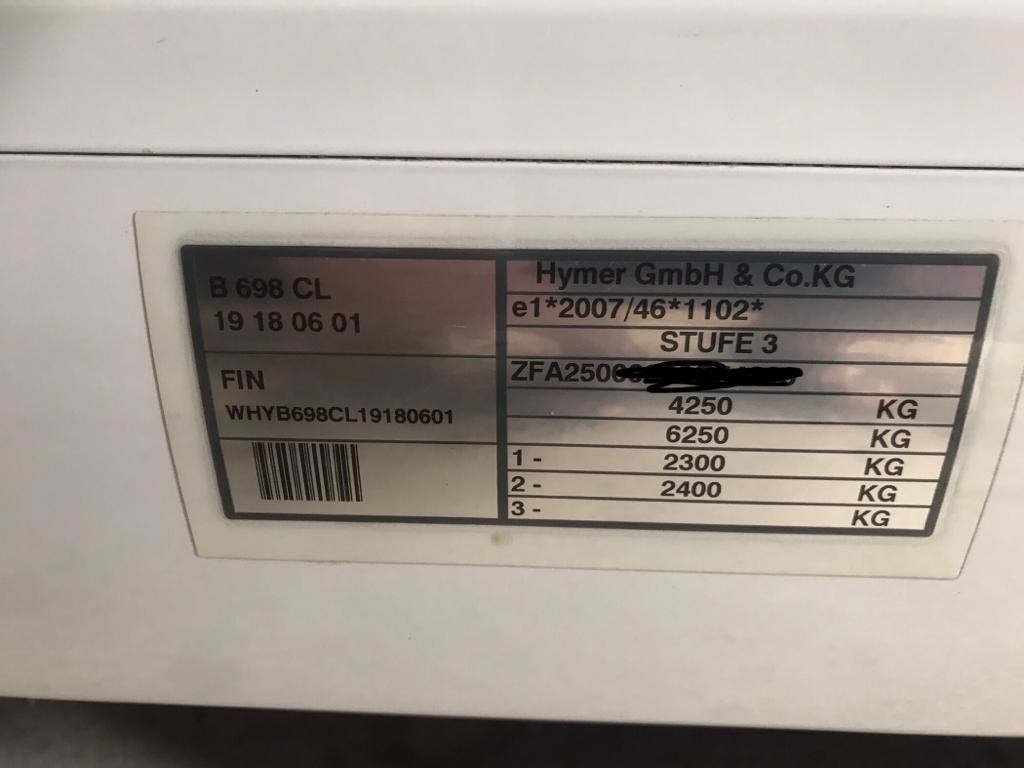 B 698 CL
19 18 06 01
FIN
WHYB698CL19180601
Hymer GmbH & Co.KG
e1*2007/46*1102*
STUFE 3
ZFA2500
4250 KG
6250 KG
1 - 2300 KG
2 - 2400 KG
3 - KG